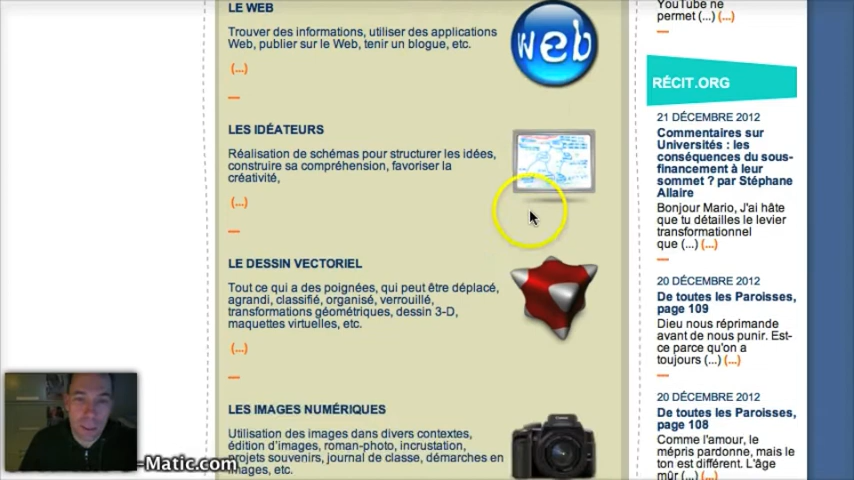 LE WEB
Trouver des informations, utiliser des applications
Web, publier sur le Web, tenir un blogue, etc.
(...)
web
LES IDÉATEURS
Réalisation de schémas pour structurer les idées,
construire sa compréhension, favoriser la
créativité,
(...)
LE DESSIN VECTORIEL
Tout ce qui a des poignées, qui peut être déplacé,
agrandi, classifié, organisé, verrouillé,
transformations géométriques, dessin 3-D,
maquettes virtuelles, etc.
(...)
LES IMAGES NUMÉRIQUES
Utilisation des images dans divers contextes,
édition d'images, roman-photo, incrustation,
projets souvenirs, journal de classe, démarches en
images, etc.
-Matic.com
YouTube ne
permet (...) (...)
RÉCIT.ORG
21 DÉCEMBRE 2012
Commentaires sur
Universités : les
conséquences du sous-
financement à leur
sommet ? par Stéphane
Allaire
Bonjour Mario, J'ai hâte
que tu détailles le levier
transformationnel
que (...) (...)
20 DÉCEMBRE 2012
De toutes les Paroisses,
page 109
Dieu nous réprimande
avant de nous punir. Est-
ce parce qu'on a
toujours (...) (...)
20 DÉCEMBRE 2012
De toutes les Paroisses,
page 108
Comme l'amour, le
mépris pardonne, mais le
ton est différent. L'âge
mûr (...) (...)